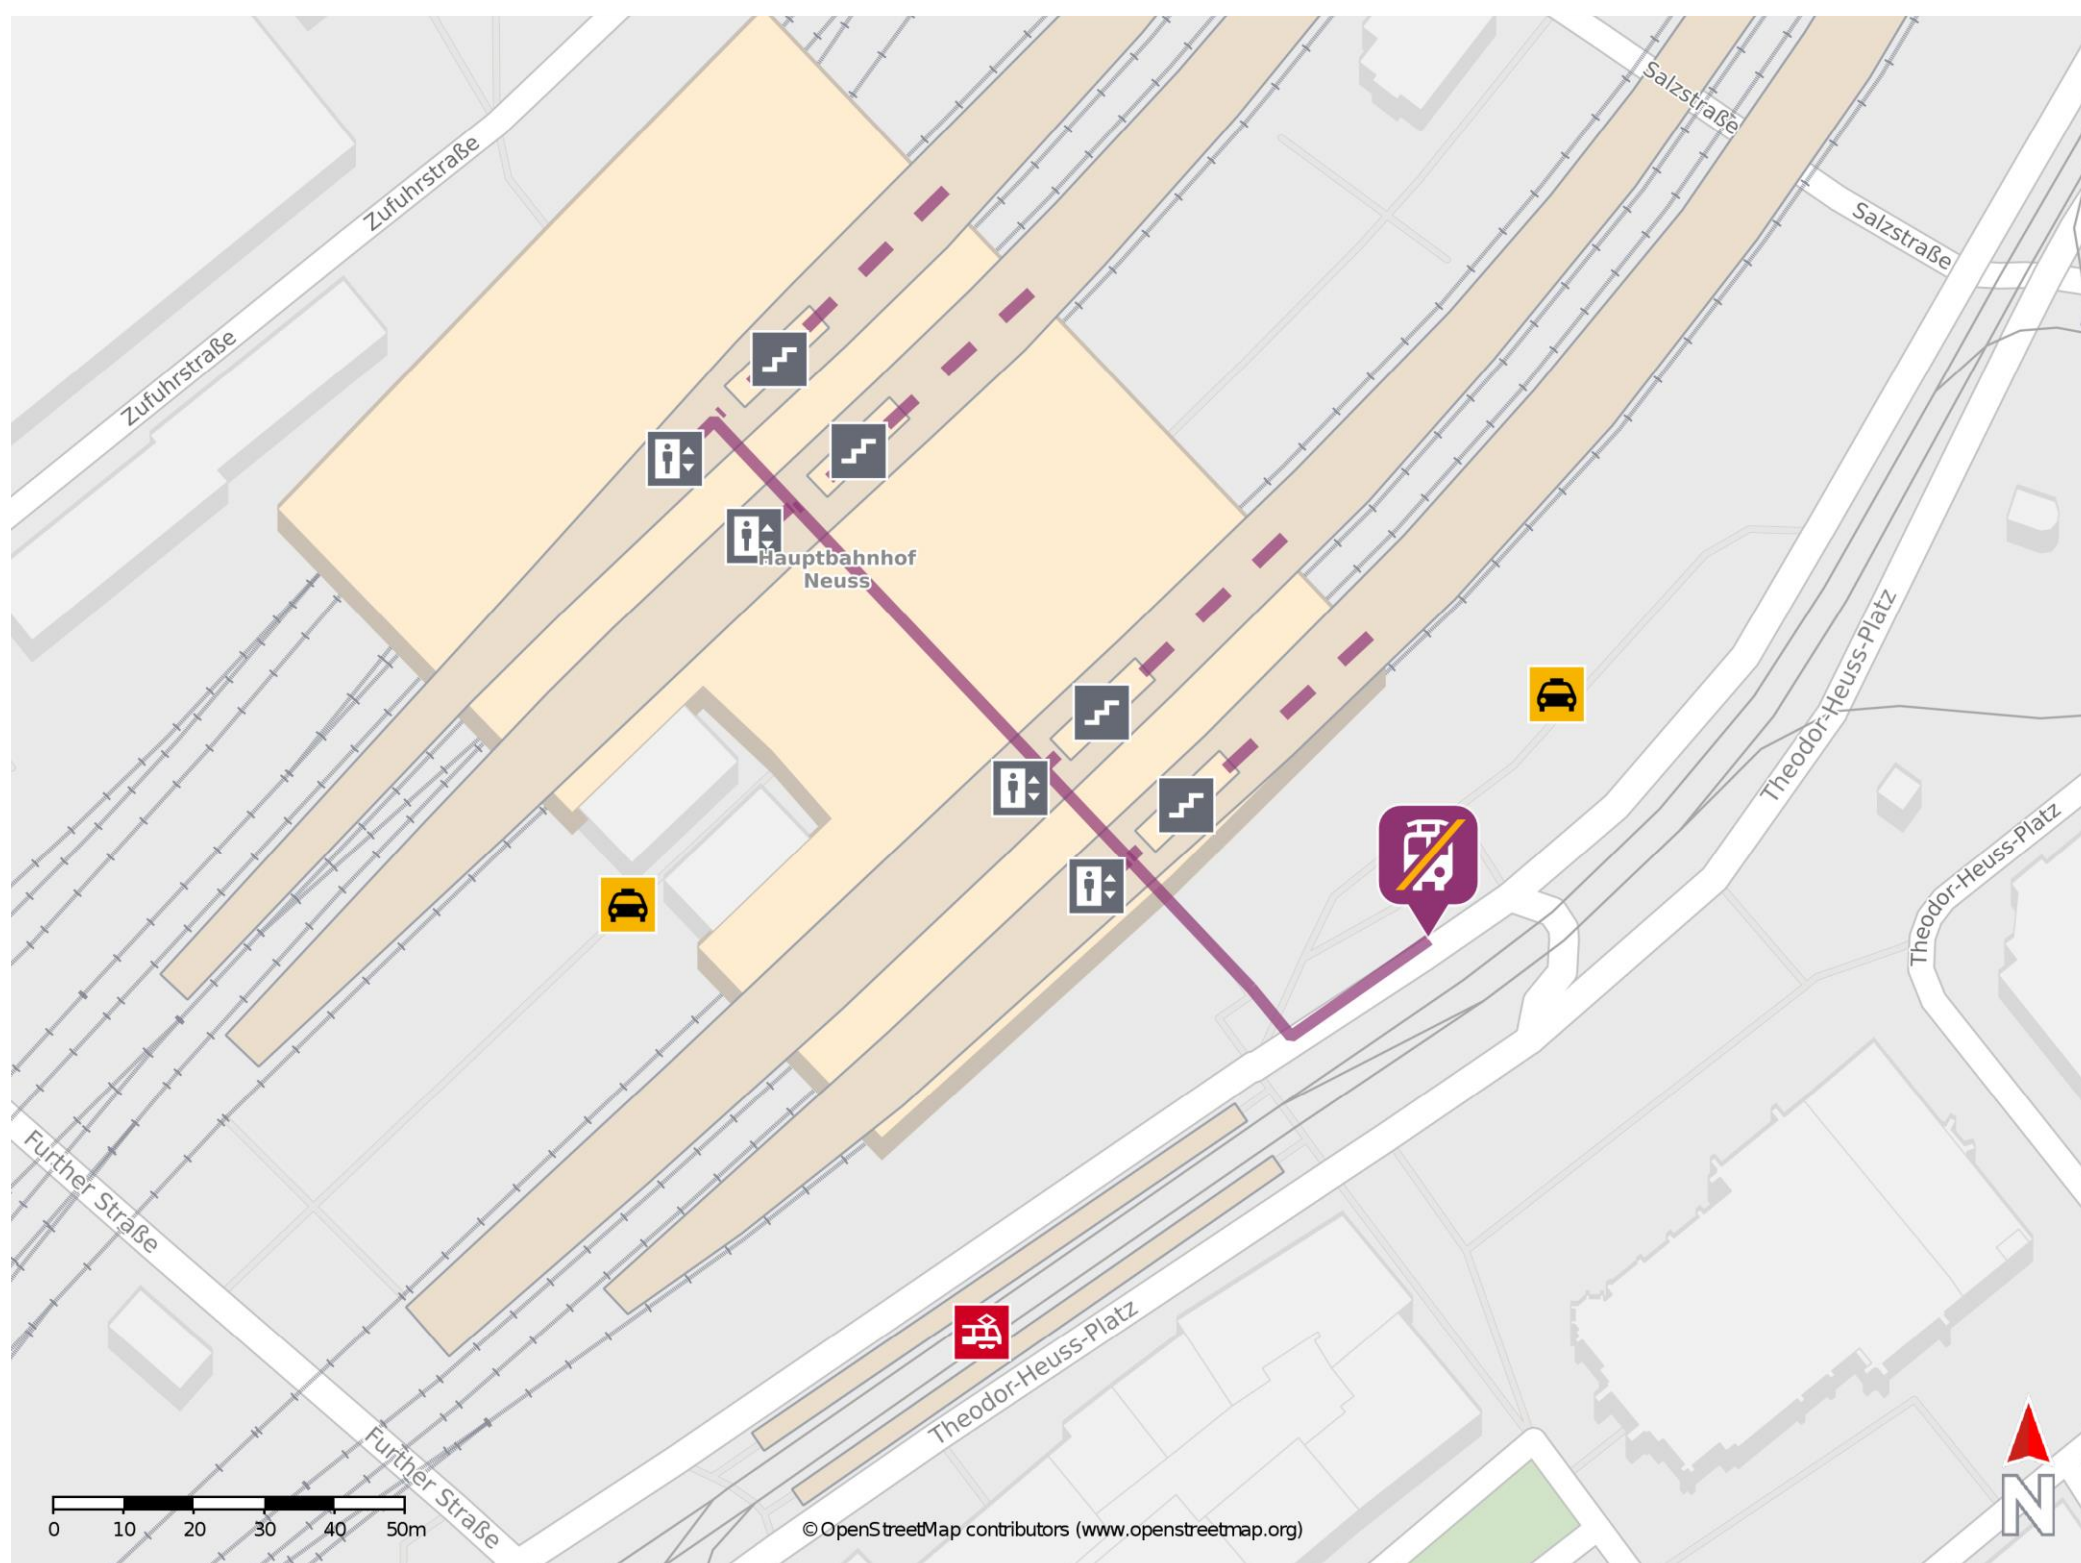 Salzstraße
Zufuhrstraße
Salzstraße
Zufuhrstraße
Hauptbahnhof
Neuss
Theodor-Heuss-Platz
Theodor-Heuss-Platz
Further Straße
Theodor-Heuss-Platz
Further Straße
N
0 10 20 30 40 50m
© OpenStreetMap contributors (www.openstreetmap.org)